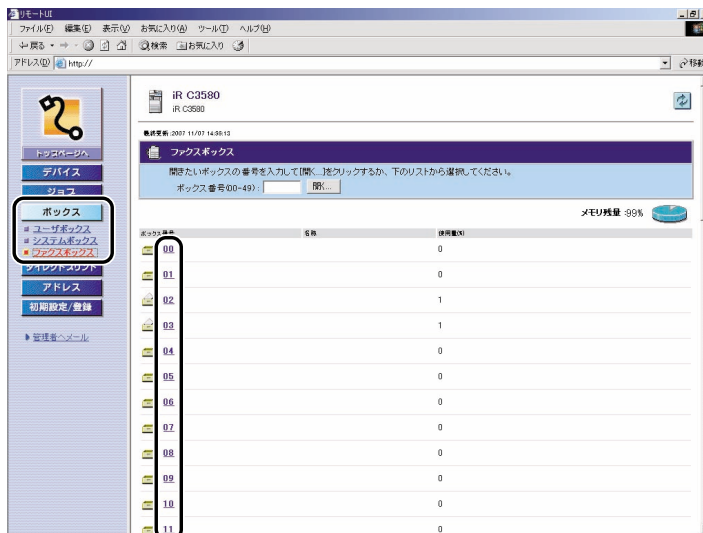 リモートUI
ファイル(F) 編集(E) 表示(V) お気に入り(A) ツール(T) ヘルプ(H)
戻る 検索 お気に入り
アドレス(D) http:// 移動
iR C3580
iR C3580
最終更新:2007 11/07 14:58:13
トップページへ
デバイス
ジョブ
ボックス
ユーザボックス
システムボックス
ファクスボックス
ダイレクトプリント
アドレス
初期設定/登録
管理者へメール
ファクスボックス
開きたいボックスの番号を入力して[開く...]をクリックするか、下のリストから選択してください。
ボックス番号(00-49): 開く...
メモリ残量 :99%
ボックス番号 名称 使用量(%)
00 0
01 0
02 1
03 1
04 0
05 0
06 0
07 0
08 0
09 0
10 0
11 0